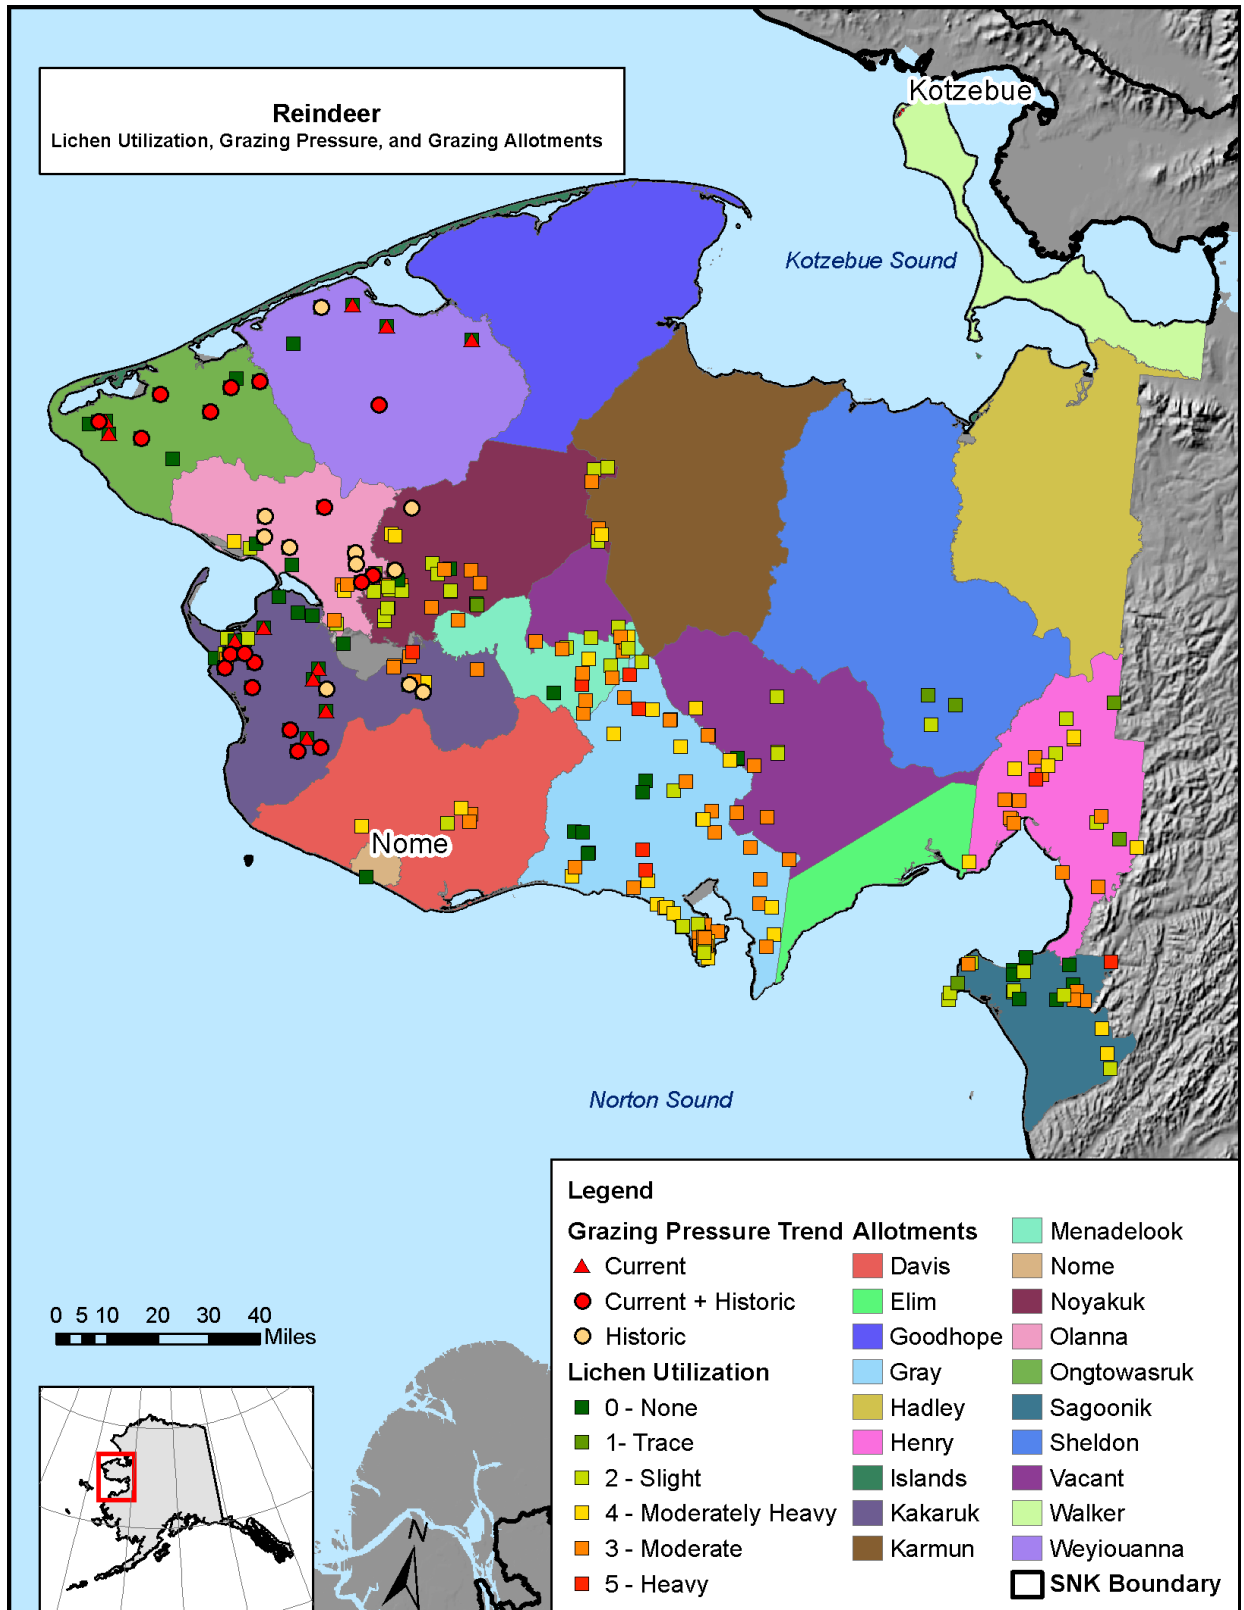 Kotzebue
Reindeer
Lichen Utilization, Grazing Pressure, and Grazing Allotments
Kotzebue Sound
Nome
Norton Sound
Legend
Grazing Pressure Trend
Current
Current + Historic
Historic
Lichen Utilization
0 - None
1- Trace
2 - Slight
4 - Moderately Heavy
3 - Moderate
5 - Heavy
Allotments
Davis
Elim
Goodhope
Gray
Hadley
Henry
Islands
Kakaruk
Karmun
Menadelook
Nome
Noyakuk
Olanna
Ongtowasruk
Sagoonik
Sheldon
Vacant
Walker
Weyiouanna
SNK Boundary
0 5 10 20 30 40
Miles
N